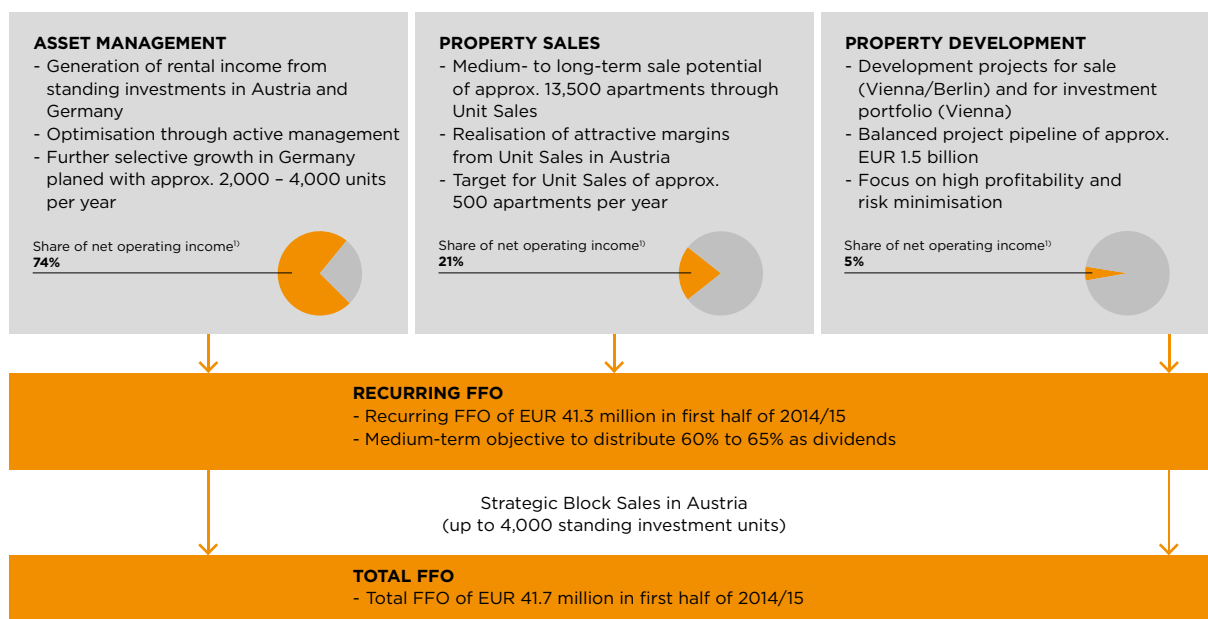 ASSET MANAGEMENT
- Generation of rental income from
standing investments in Austria and
Germany
- Optimisation through active management
- Further selective growth in Germany
planed with approx. 2,000 – 4,000 units
per year
Share of net operating income1)
74%
PROPERTY SALES
- Medium- to long-term sale potential
of approx. 13,500 apartments through
Unit Sales
- Realisation of attractive margins
from Unit Sales in Austria
- Target for Unit Sales of approx.
500 apartments per year
Share of net operating income1)
21%
PROPERTY DEVELOPMENT
- Development projects for sale
(Vienna/Berlin) and for investment
portfolio (Vienna)
- Balanced project pipeline of approx.
EUR 1.5 billion
- Focus on high profitability and
risk minimisation
Share of net operating income1)
5%
RECURRING FFO
- Recurring FFO of EUR 41.3 million in first half of 2014/15
- Medium-term objective to distribute 60% to 65% as dividends
Strategic Block Sales in Austria
(up to 4,000 standing investment units)
TOTAL FFO
- Total FFO of EUR 41.7 million in first half of 2014/15